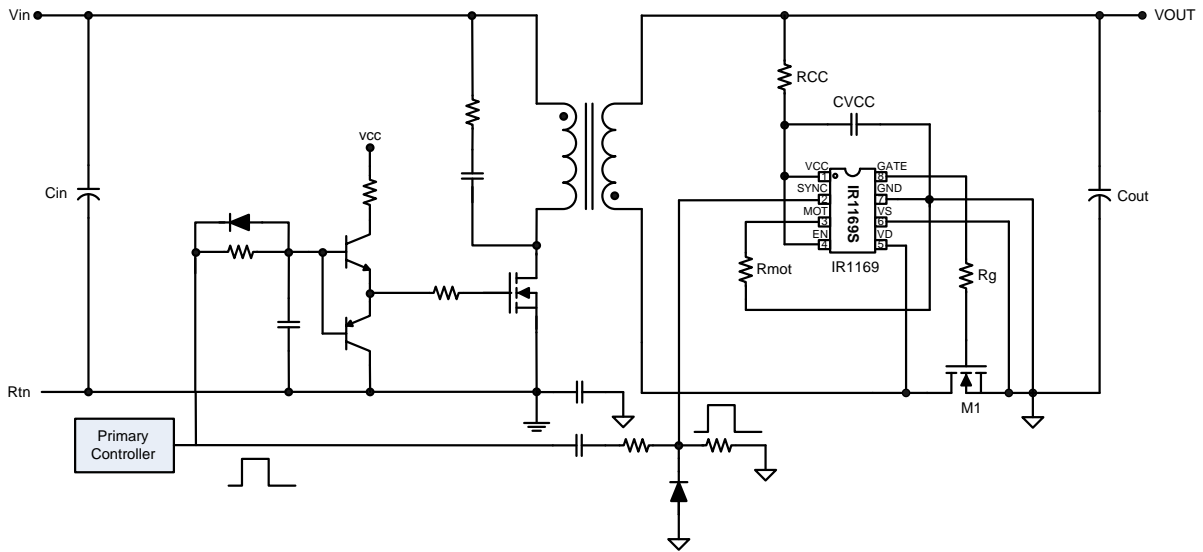 Vin
VOUT
RCC
CVCC
vcc
Cin
VCC
GATE
1
8
SYNC
GND
2
7
MOT
VS
3
6
EN
VD
4
5
IR1169S
IR1169
Cout
Rmot
Rg
Rtn
M1
Primary
Controller